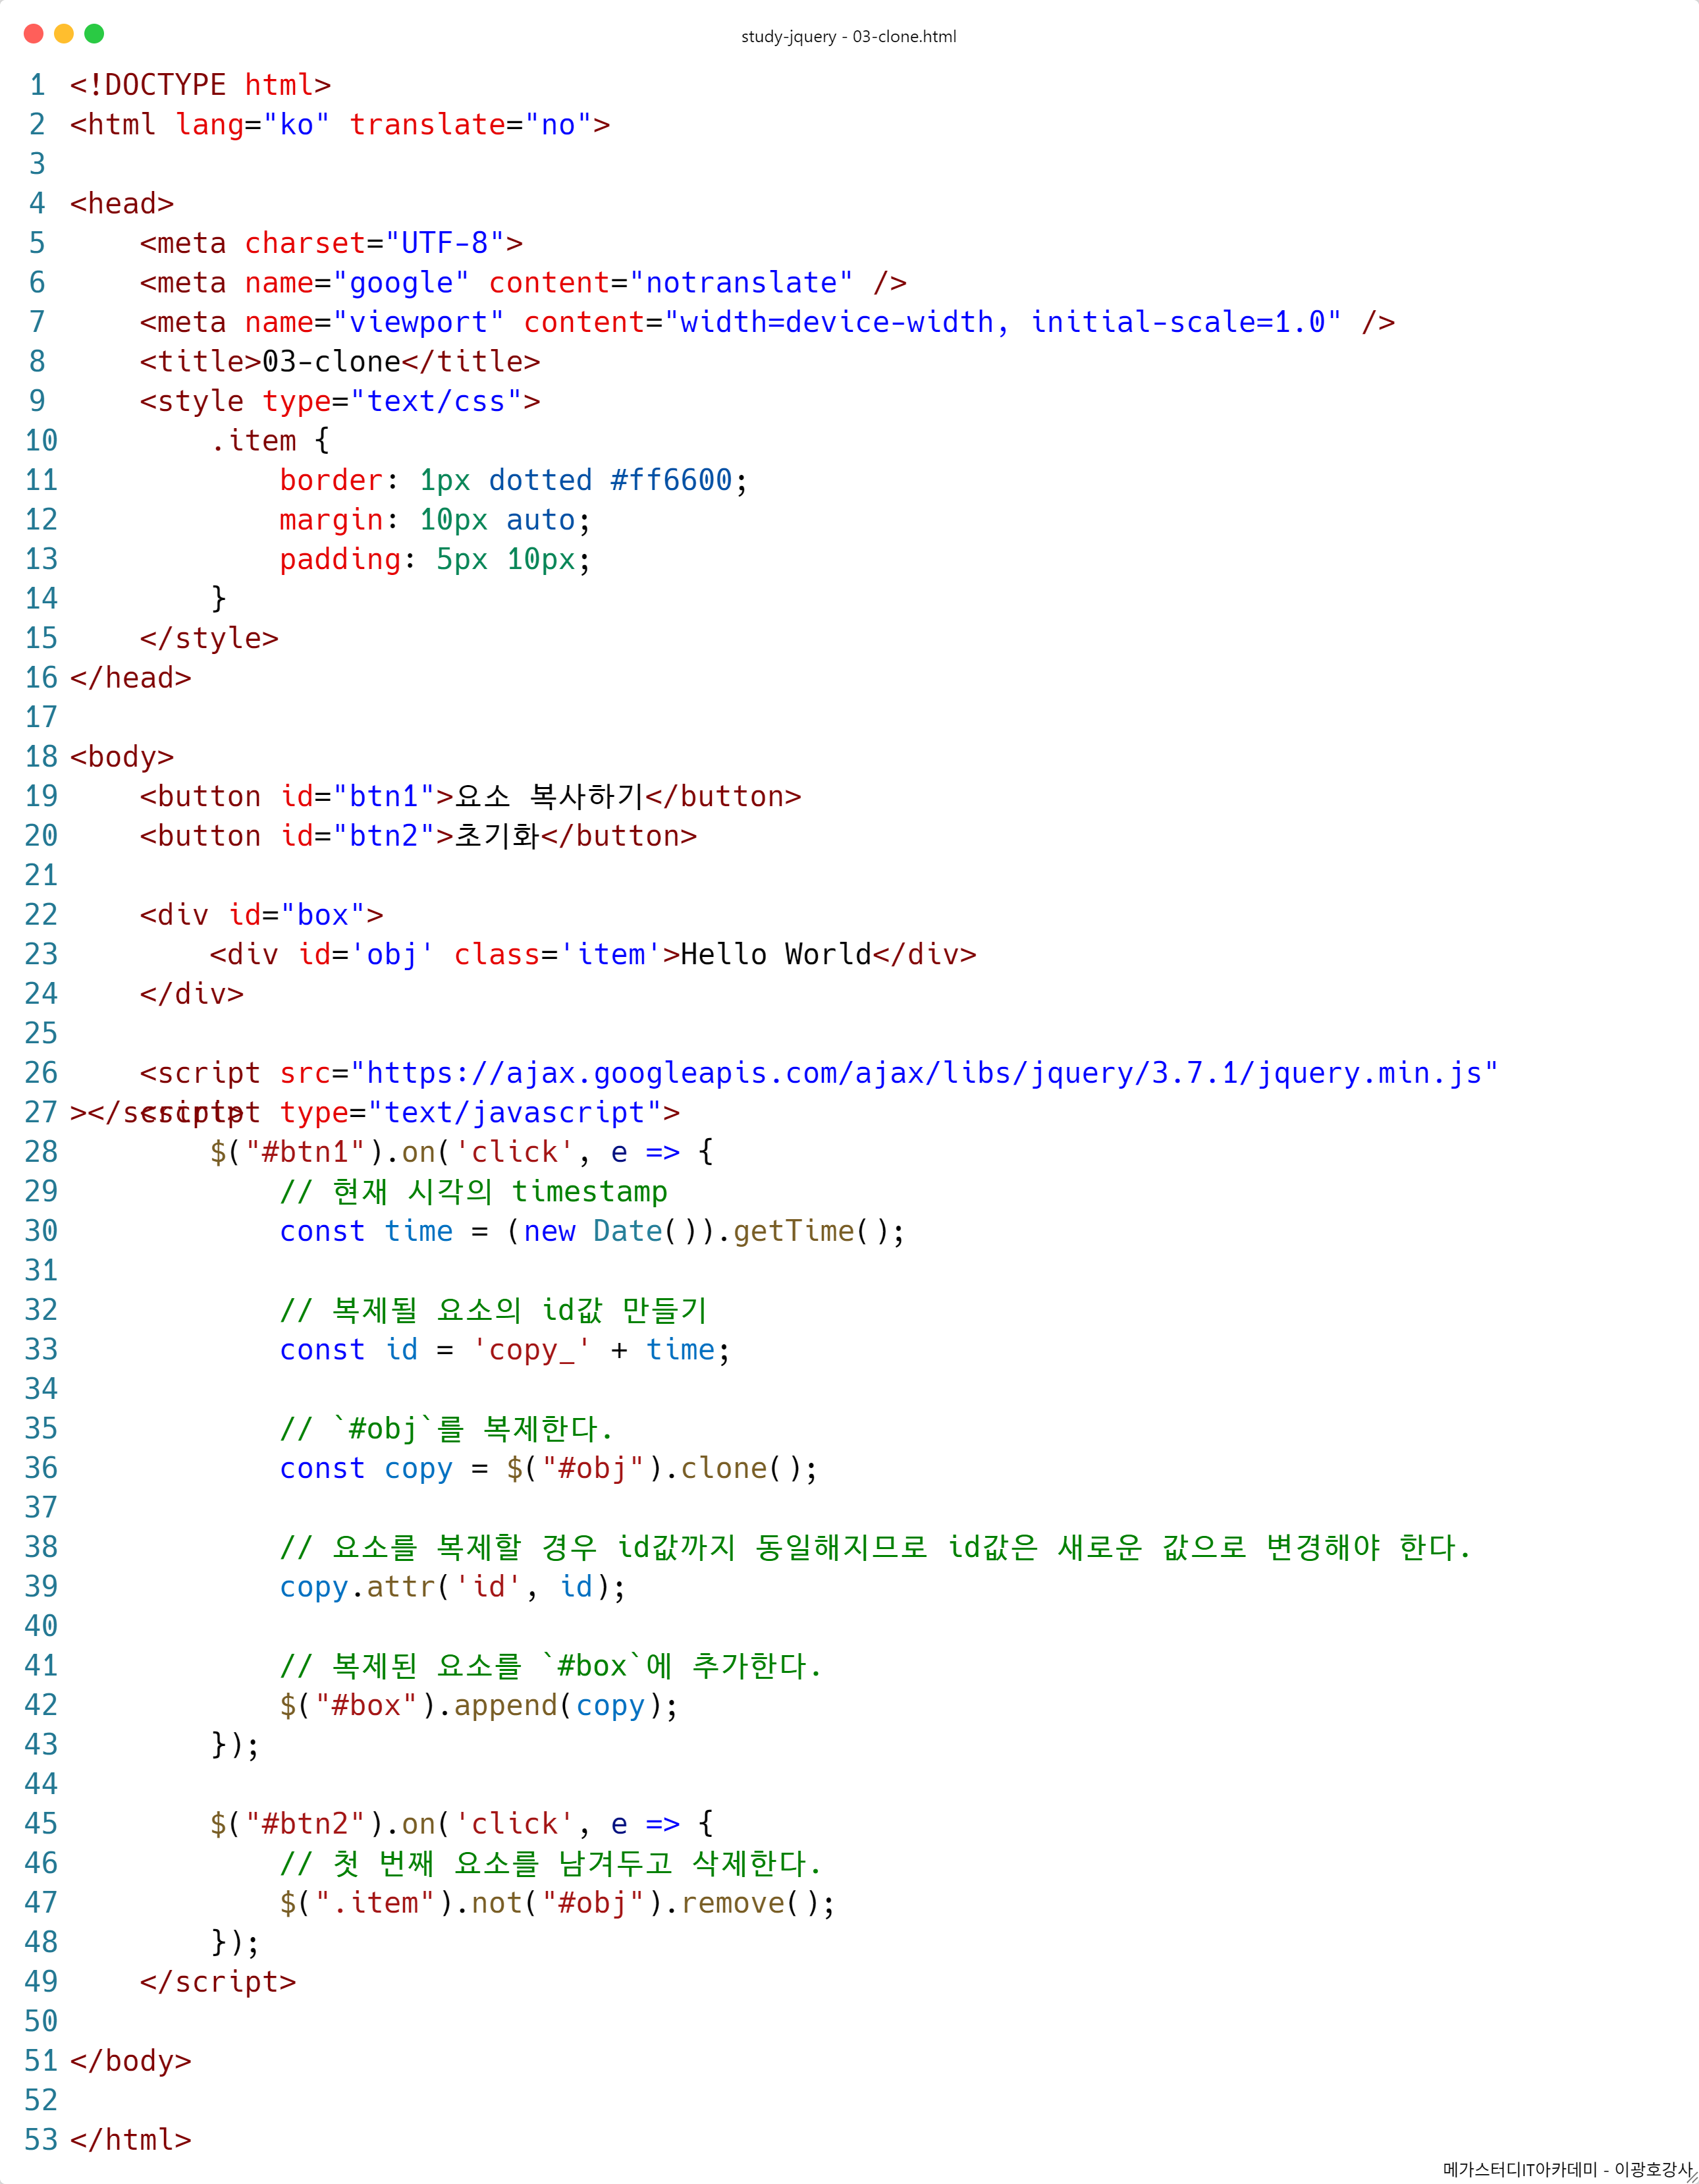 study-jquery - 03-clone.html
1 <!DOCTYPE html>
2 <html lang="ko" translate="no">
3
4 <head>
5     <meta charset="UTF-8">
6     <meta name="google" content="notranslate" />
7     <meta name="viewport" content="width=device-width, initial-scale=1.0" />
8     <title>03-clone</title>
9     <style type="text/css">
10         .item {
11             border: 1px dotted #ff6600;
12             margin: 10px auto;
13             padding: 5px 10px;
14         }
15     </style>
16 </head>
17
18 <body>
19     <button id="btn1">요소 복사하기</button>
20     <button id="btn2">초기화</button>
21
22     <div id="box">
23         <div id='obj' class='item'>Hello World</div>
24     </div>
25
26     <script src="https://ajax.googleapis.com/ajax/libs/jquery/3.7.1/jquery.min.js"
></script>
27     <script type="text/javascript">
28         $("#btn1").on('click', e => {
29             // 현재 시각의 timestamp
30             const time = (new Date()).getTime();
31
32             // 복제될 요소의 id값 만들기
33             const id = 'copy_' + time;
34
35             // `#obj`를 복제한다.
36             const copy = $("#obj").clone();
37
38             // 요소를 복제할 경우 id값까지 동일해지므로 id값은 새로운 값으로 변경해야 한다.
39             copy.attr('id', id);
40
41             // 복제된 요소를 `#box`에 추가한다.
42             $("#box").append(copy);
43         });
44
45         $("#btn2").on('click', e => {
46             // 첫 번째 요소를 남겨두고 삭제한다.
47             $(".item").not("#obj").remove();
48         });
49     </script>
50
51 </body>
52
53 </html>
메가스터디IT아카데미 - 이광호강사